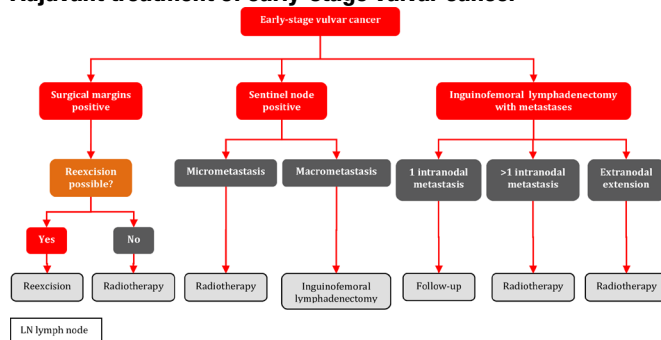 Adjuvant treatment of early-stage vulvar cancer
Early-stage vulvar cancer
Surgical margins
positive
Sentinel node
positive
Inguinofemoral lymphadenectomy
with metastases
Reexcision
possible?
Micrometastasis
Macrometastasis
1 intranodal
metastasis
>1 intranodal
metastasis
Extranodal
extension
Yes
No
Reexcision
Radiotherapy
Radiotherapy
Inguinofemoral
lymphadenectomy
Follow-up
Radiotherapy
Radiotherapy
LN lymph node